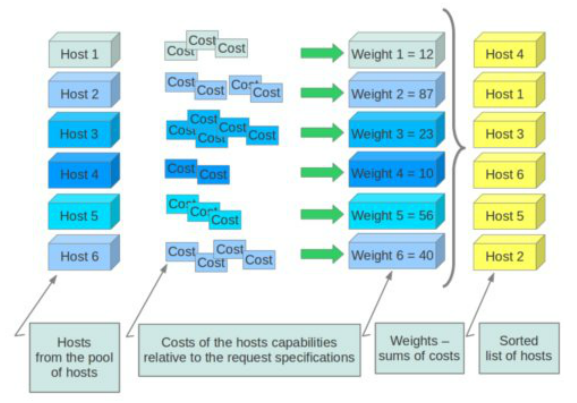 Host 1
Cost
Cost
Cost
Weight 1 = 12
Host 4
Host 2
Cost
Cost
Cost
Cost
Weight 2 = 87
Host 1
Host 3
Cost
Cost
Cost
Cost
Cost
Weight 3 = 23
Host 3
Host 4
Cost
Cost
Weight 4 = 10
Host 6
Host 5
Cost
Cost
Cost
Weight 5 = 56
Host 5
Host 6
Cost
Cost
Cost
Cost
Weight 6 = 40
Host 2
Hosts
from the pool
of hosts
Costs of the hosts capabilities
relative to the request specifications
Weights –
sums of costs
Sorted
list of hosts